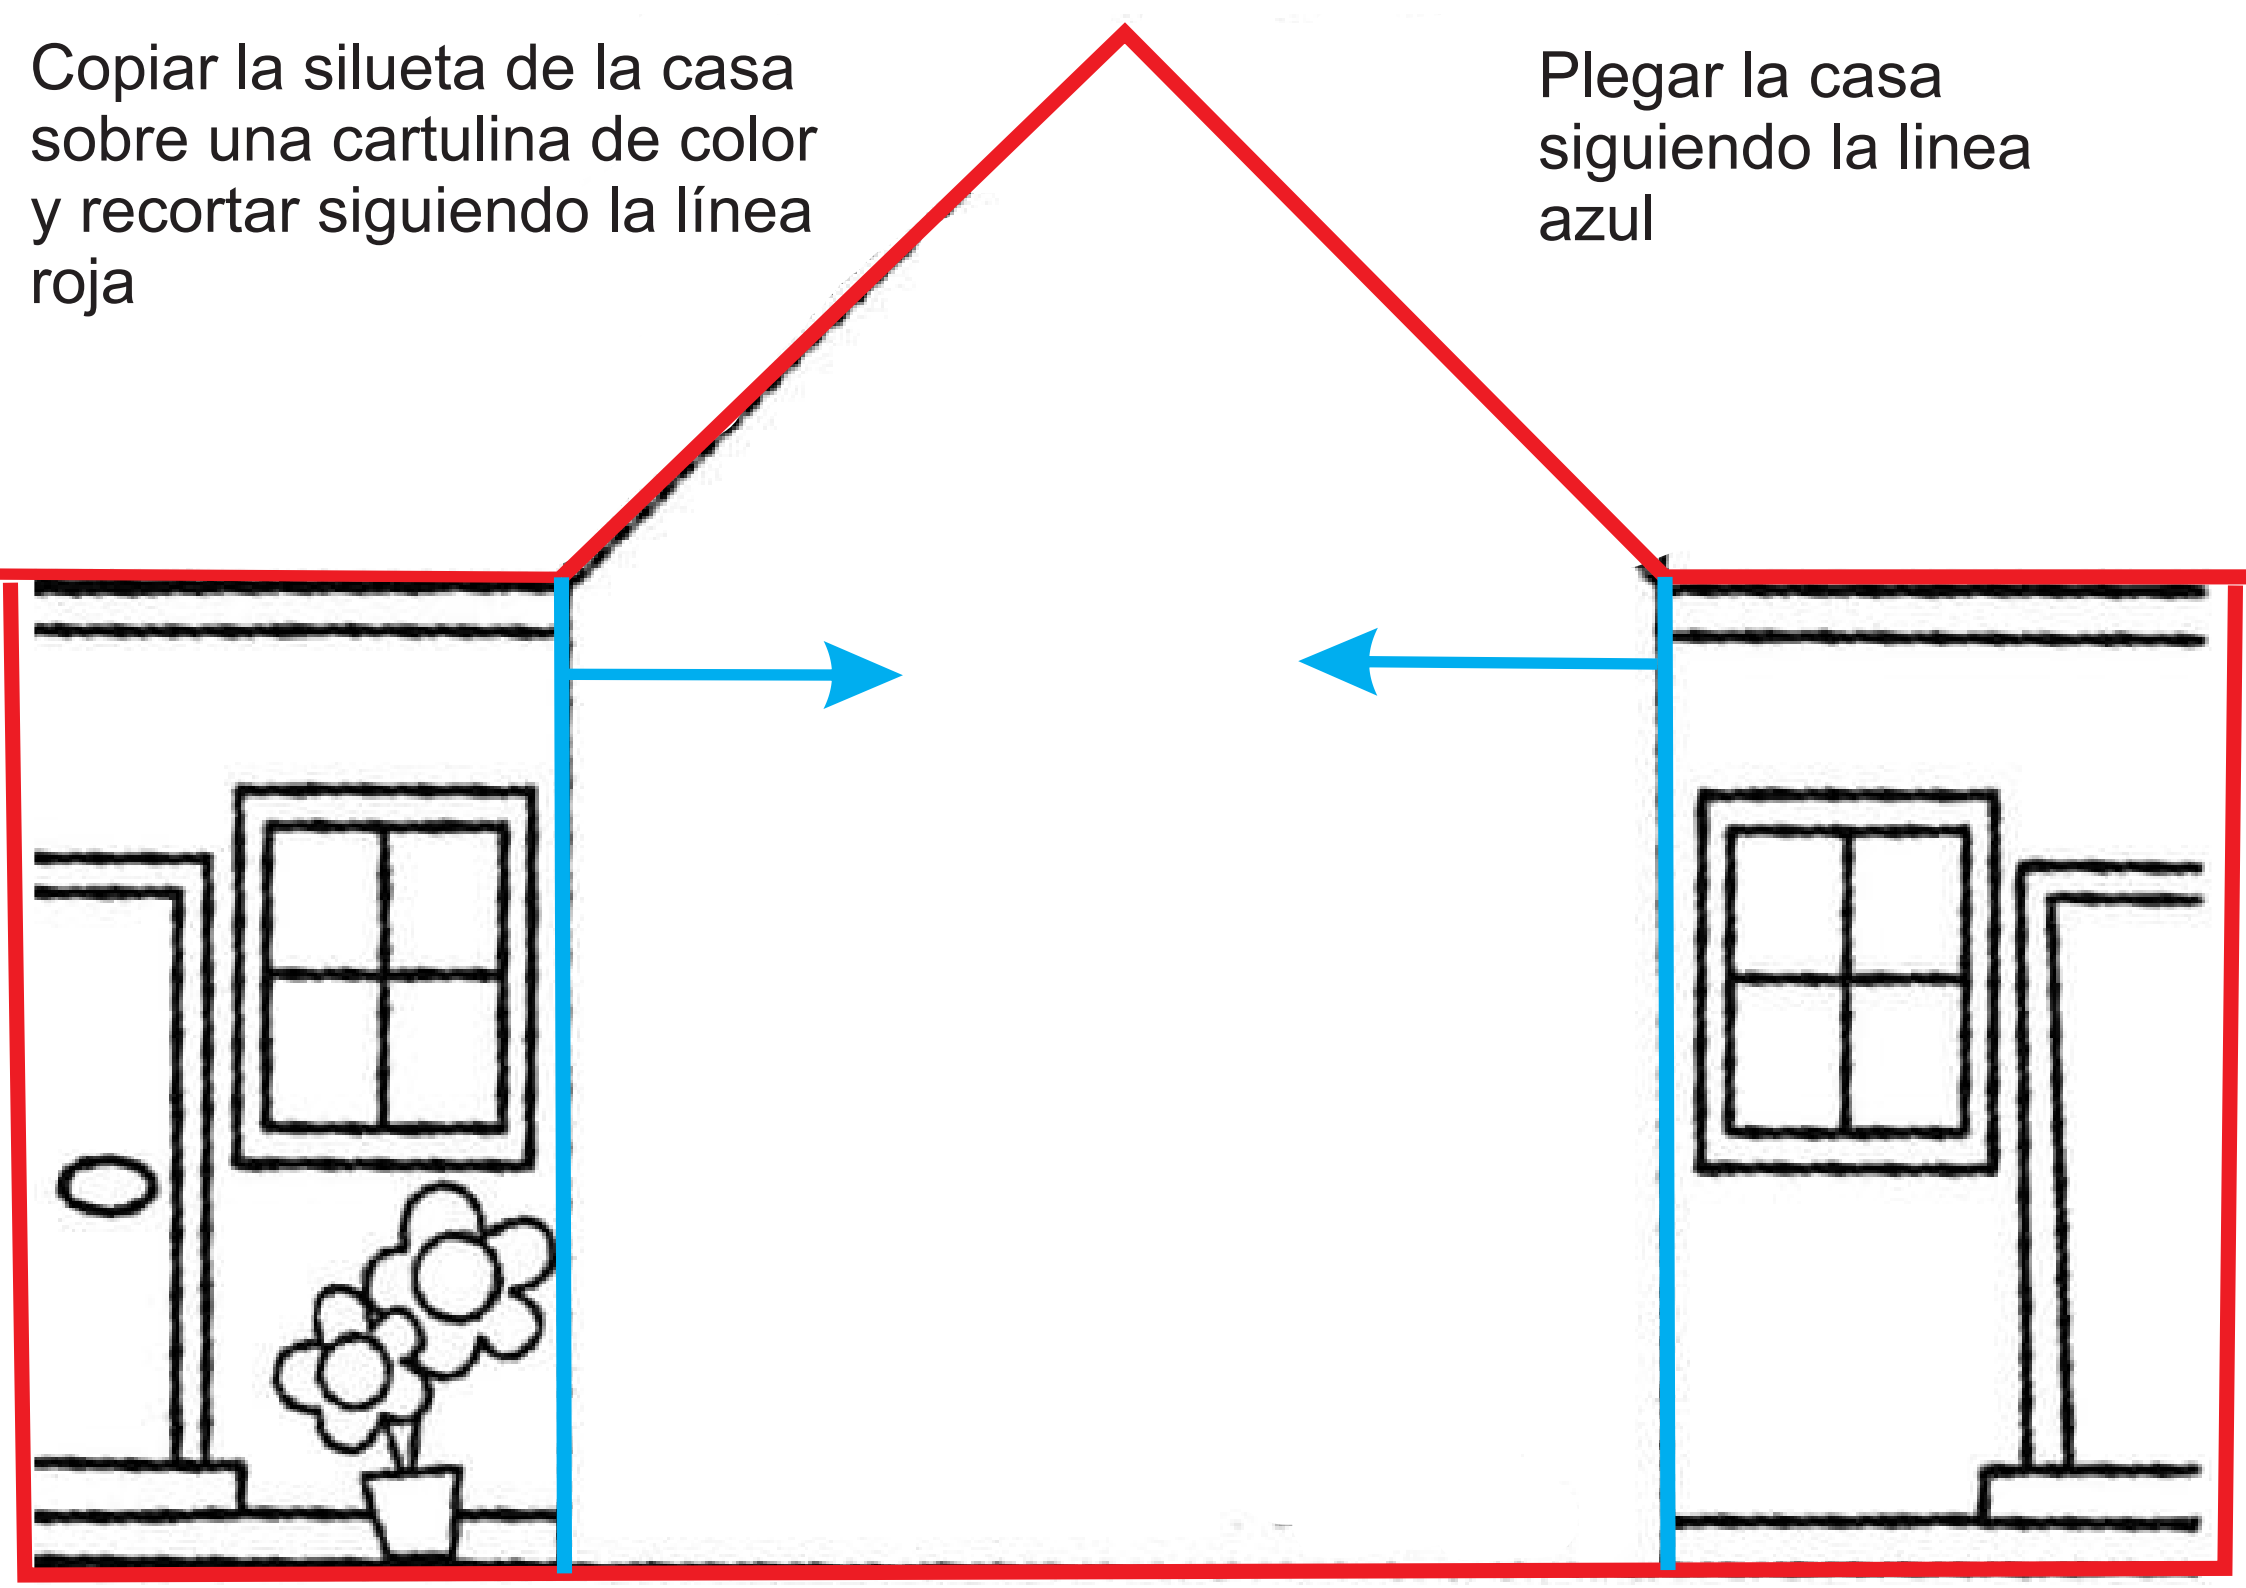 Copiar la silueta de la casa
sobre una cartulina de color
y recortar siguiendo la línea
roja
Plegar la casa
siguiendo la linea
azul